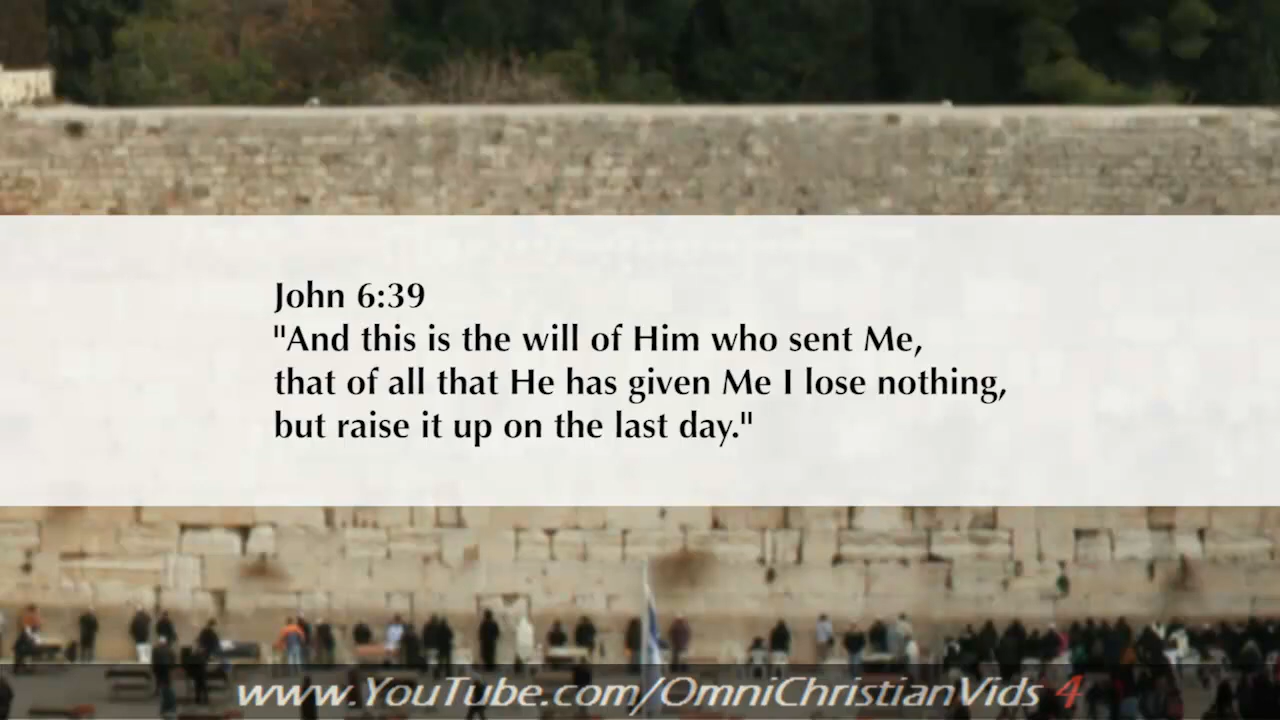 John 6:39
"And this is the will of Him who sent Me,
that of all that He has given Me I lose nothing,
but raise it up on the last day."
www.YouTube.com/OmniChristianVids 4